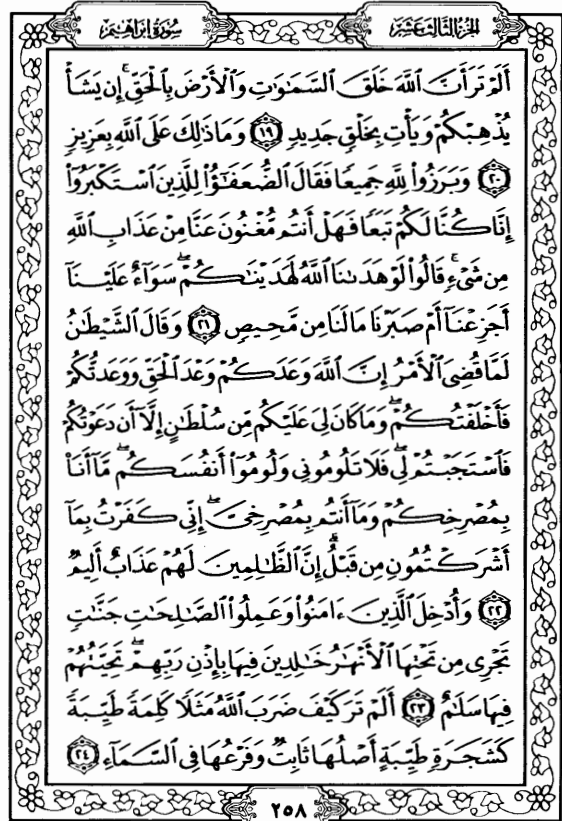 سُورَةُ إِبْرَاهِيمَ
الجزء الثالث عشر
أَلَمْ تَرَ أَنَّ ٱللَّهَ خَلَقَ ٱلسَّمَٰوَٰتِ وَٱلْأَرْضَ بِٱلْحَقِّ ۚ إِن يَشَأْ
يُذْهِبْكُمْ وَيَأْتِ بِخَلْقٍ جَدِيدٍ ١٩ وَمَا ذَٰلِكَ عَلَى ٱللَّهِ بِعَزِيزٍ
٢٠ وَبَرَزُوا۟ لِلَّهِ جَمِيعًا فَقَالَ ٱلضُّعَفَٰٓؤُا۟ لِلَّذِينَ ٱسْتَكْبَرُوٓا۟
إِنَّا كُنَّا لَكُمْ تَبَعًا فَهَلْ أَنتُم مُّغْنُونَ عَنَّا مِنْ عَذَابِ ٱللَّهِ
مِن شَىْءٍ ۚ قَالُوا۟ لَوْ هَدَىٰنَا ٱللَّهُ لَهَدَيْنَٰكُمْ ۖ سَوَآءٌ عَلَيْنَآ
أَجَزِعْنَآ أَمْ صَبَرْنَا مَا لَنَا مِن مَّحِيصٍ ٢١ وَقَالَ ٱلشَّيْطَٰنُ
لَمَّا قُضِىَ ٱلْأَمْرُ إِنَّ ٱللَّهَ وَعَدَكُمْ وَعْدَ ٱلْحَقِّ وَوَعَدتُّكُمْ
فَأَخْلَفْتُكُمْ ۖ وَمَا كَانَ لِىَ عَلَيْكُم مِّن سُلْطَٰنٍ إِلَّآ أَن دَعَوْتُكُمْ
فَٱسْتَجَبْتُمْ لِى ۖ فَلَا تَلُومُونِى وَلُومُوٓا۟ أَنفُسَكُم ۖ مَّآ أَنَا۠
بِمُصْرِخِكُمْ وَمَآ أَنتُم بِمُصْرِخِىَّ ۖ إِنِّى كَفَرْتُ بِمَآ
أَشْرَكْتُمُونِ مِن قَبْلُ ۗ إِنَّ ٱلظَّٰلِمِينَ لَهُمْ عَذَابٌ أَلِيمٌ
٢٢ وَأُدْخِلَ ٱلَّذِينَ ءَامَنُوا۟ وَعَمِلُوا۟ ٱلصَّٰلِحَٰتِ جَنَّٰتٍ
تَجْرِى مِن تَحْتِهَا ٱلْأَنْهَٰرُ خَٰلِدِينَ فِيهَا بِإِذْنِ رَبِّهِمْ ۖ تَحِيَّتُهُمْ
فِيهَا سَلَٰمٌ ٢٣ أَلَمْ تَرَ كَيْفَ ضَرَبَ ٱللَّهُ مَثَلًا كَلِمَةً طَيِّبَةً
كَشَجَرَةٍ طَيِّبَةٍ أَصْلُهَا ثَابِتٌ وَفَرْعُهَا فِى ٱلسَّمَآءِ ٢٤
٢٥٨